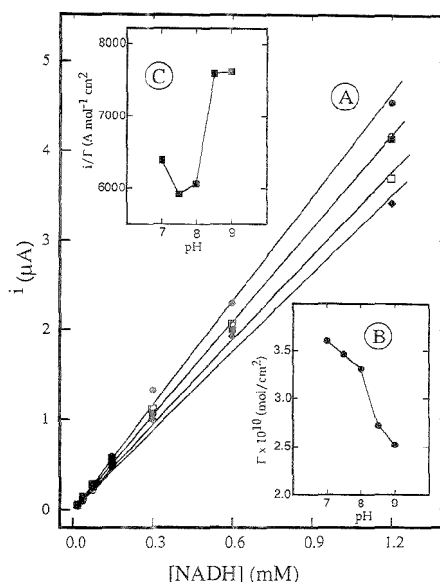 5
4
3
2
1
0
i (μA)
0.0
0.3
0.6
0.9
1.2
[NADH] (mM)
A
8000
7000
6000
i/Γ (A mol⁻¹ cm²)
C
7
8
9
pH
3.5
3.0
2.5
2.0
Γ x 10¹⁰ (mol/cm²)
B
7
8
9
pH